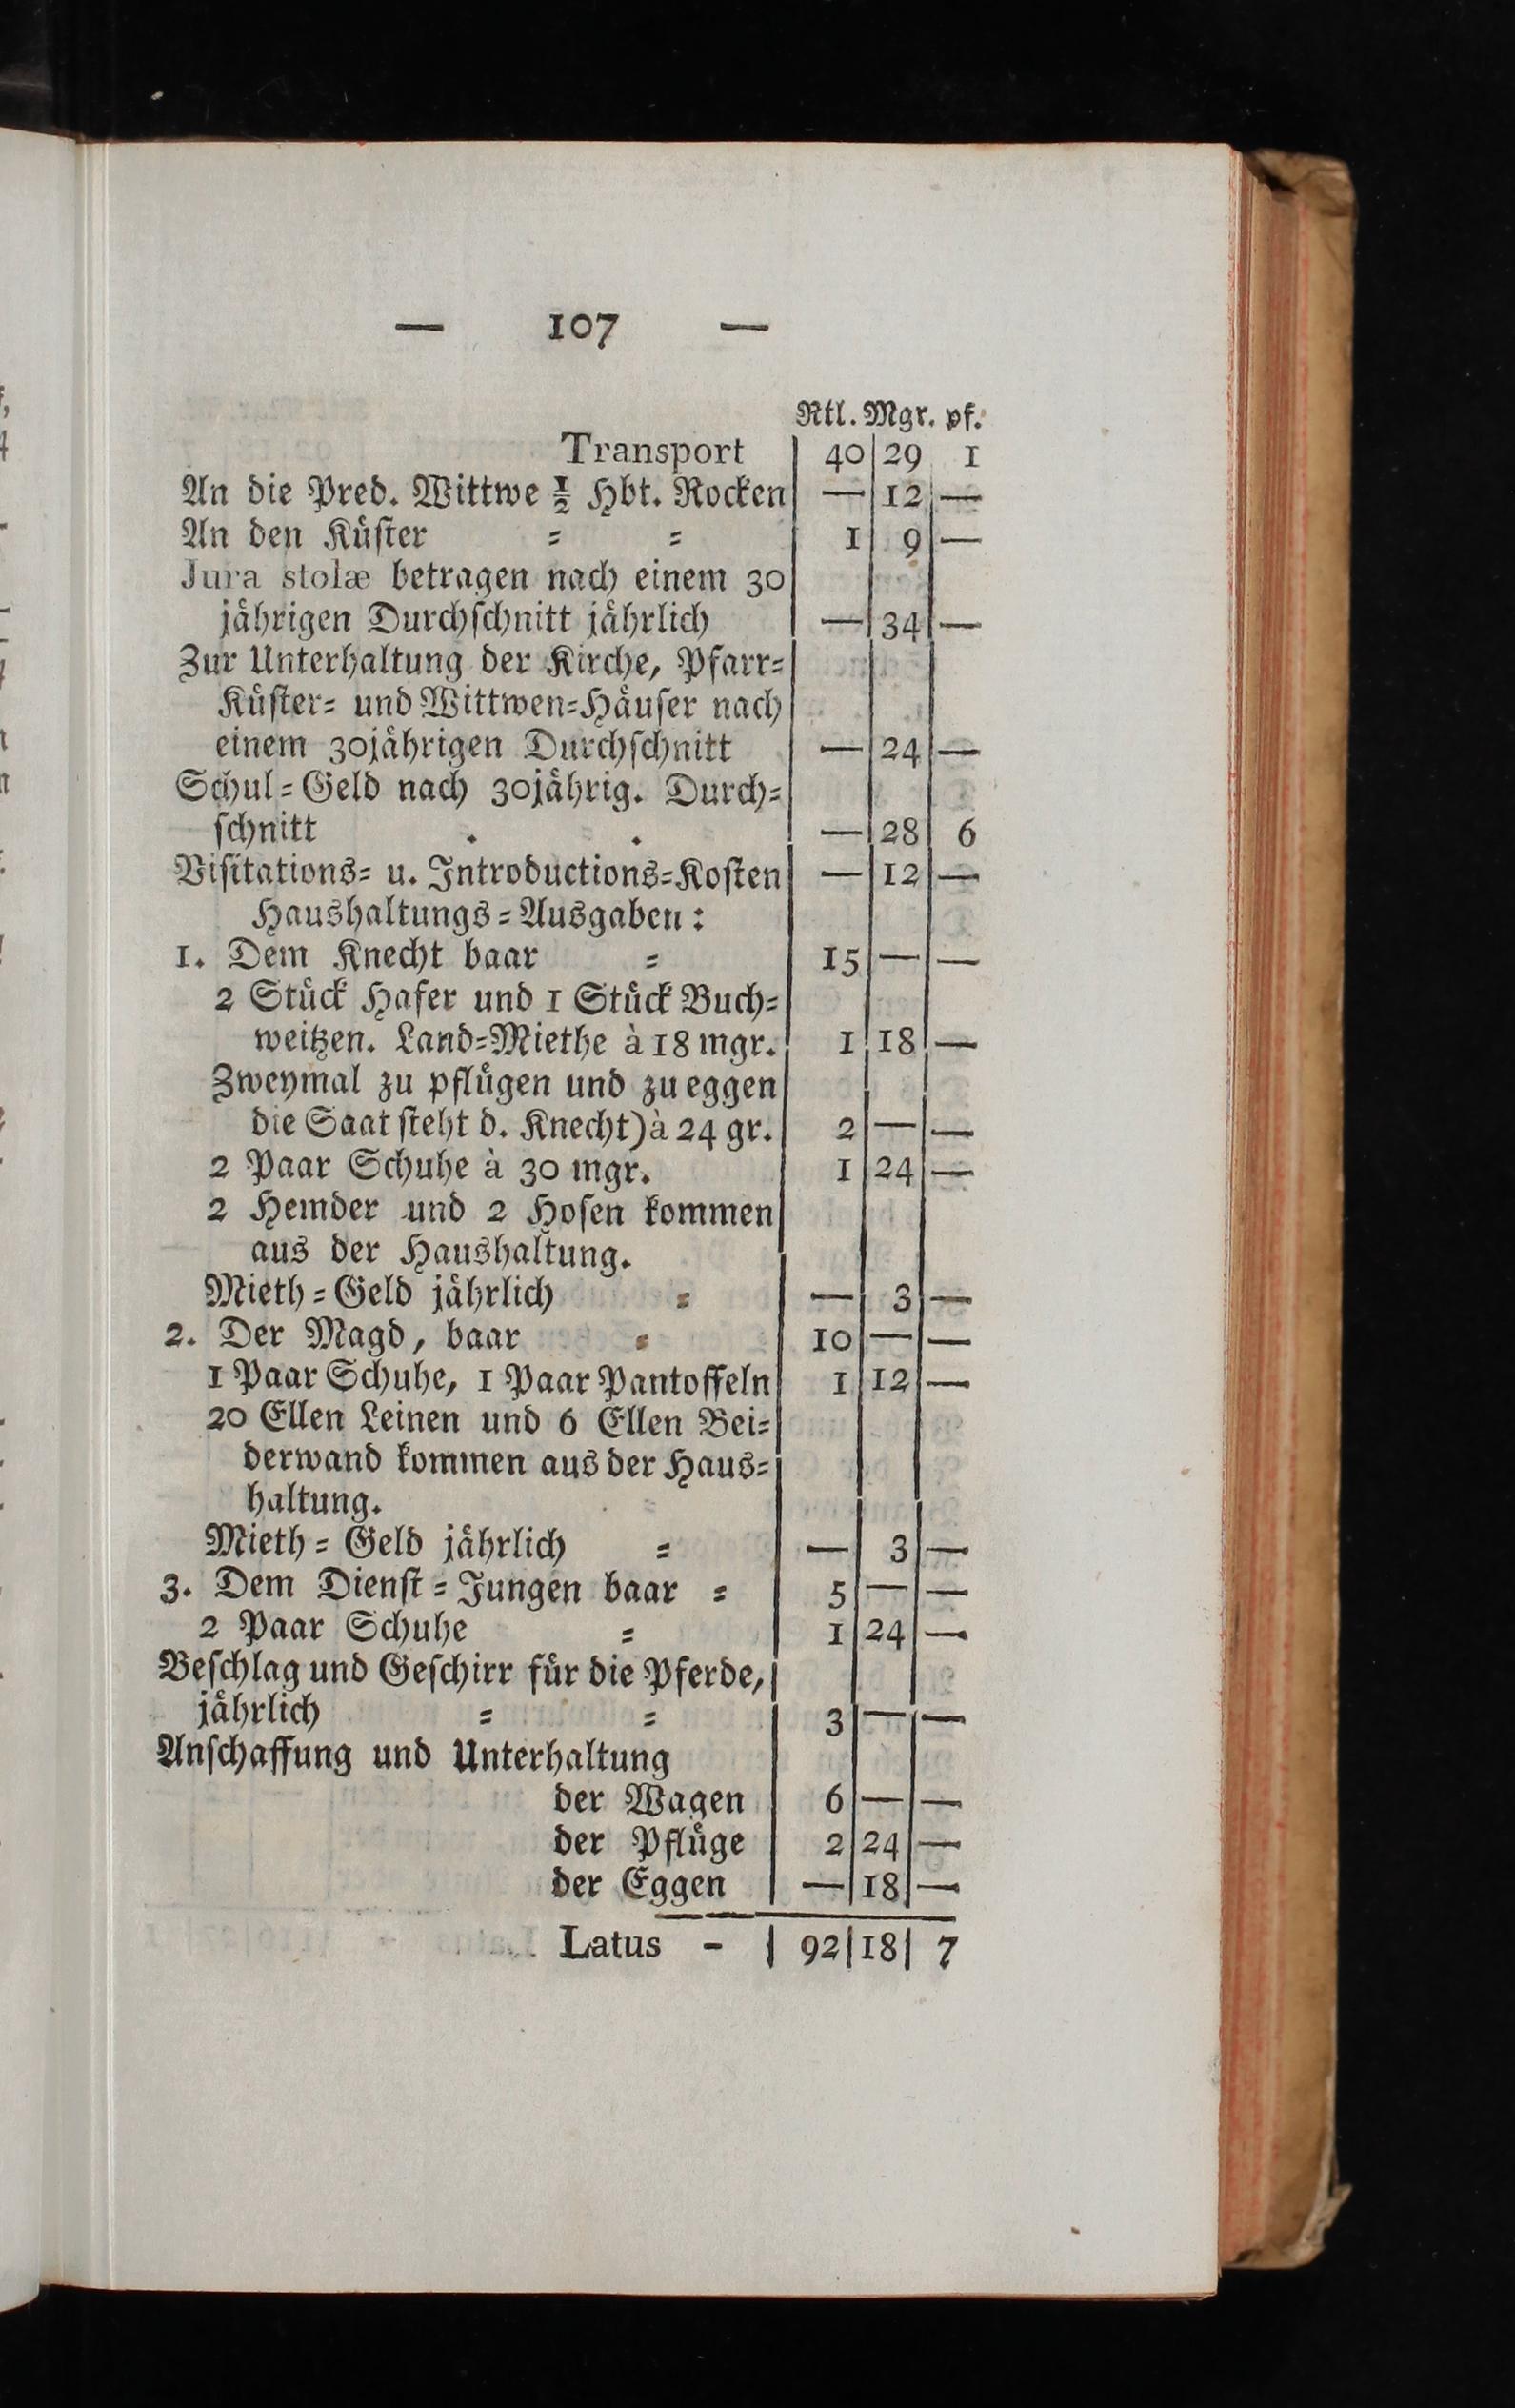 — 107 —
Rtl. Mgr. pf.
Transport 40 29 1
An die Pred. Wittwe ½ Hbt. Rocken — 12 —
An den Küster = = 1 9 —
Jura stolæ betragen nach einem 30
jährigen Durchschnitt jährlich — 34 —
Zur Unterhaltung der Kirche, Pfarr=
Küster= und Wittwen=Häuser nach
einem 30jährigen Durchschnitt — 24 —
Schul=Geld nach 30jährig. Durch=
schnitt . . — 28 6
Visitations= u. Introductions=Kosten — 12 —
Haushaltungs=Ausgaben:
1. Dem Knecht baar = 15 — —
2 Stück Hafer und 1 Stück Buch=
weitzen. Land=Miethe à 18 mgr. 1 18 —
Zweymal zu pflügen und zu eggen
die Saat steht d. Knecht) à 24 gr. 2 — —
2 Paar Schuhe à 30 mgr. 1 24 —
2 Hemder und 2 Hosen kommen
aus der Haushaltung.
Mieth=Geld jährlich = — 3 —
2. Der Magd, baar = 10 — —
1 Paar Schuhe, 1 Paar Pantoffeln 1 12 —
20 Ellen Leinen und 6 Ellen Bei=
derwand kommen aus der Haus=
haltung.
Mieth=Geld jährlich = — 3 —
3. Dem Dienst=Jungen baar = 5 — —
2 Paar Schuhe = 1 24 —
Beschlag und Geschirr für die Pferde,
jährlich = = 3 — —
Anschaffung und Unterhaltung
der Wagen 6 — —
der Pflüge 2 24 —
der Eggen — 18 —
Latus - 92 18 7